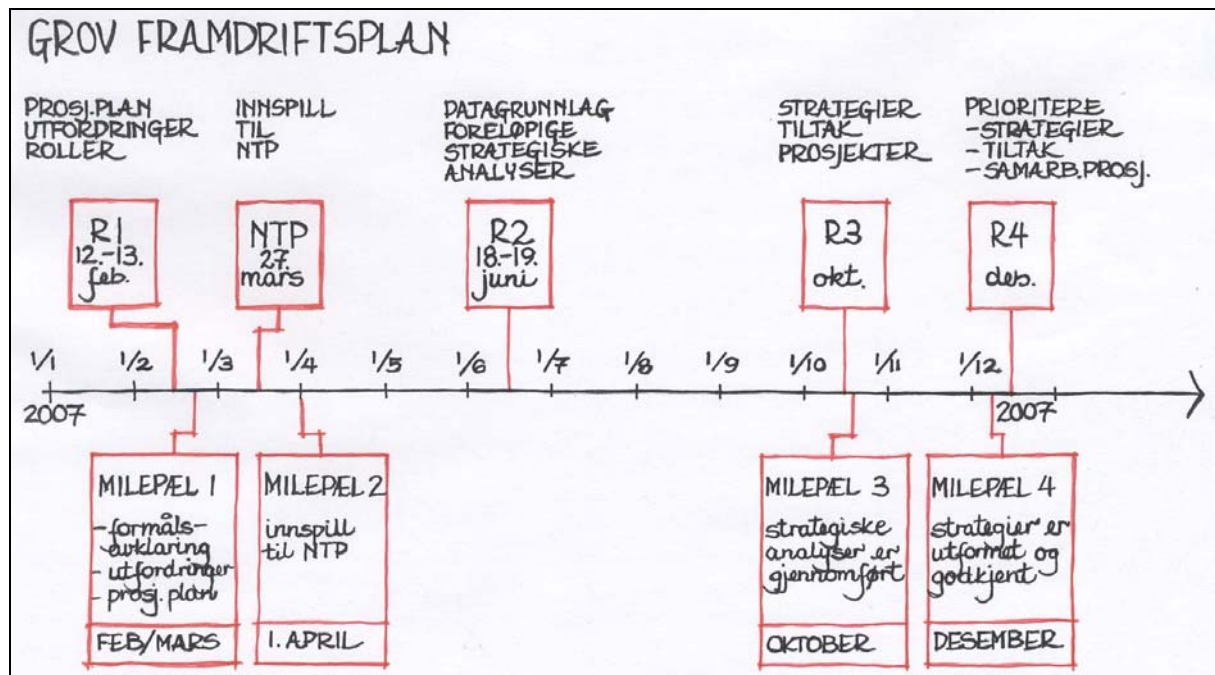 GROV FRAMDRIFTSPLAN
PROSJ.PLAN
UTFORDRINGER
ROLLER
INNSPILL
TIL
NTP
DATAGRUNNLAG
FORELØPIGE
STRATEGISKE
ANALYSER
STRATEGIER
TILTAK
PROSJEKTER
PRIORITERE
-STRATEGIER
-TILTAK
-SAMARB.PROSJ.
R1
12.-13.
feb.
NTP
27.
mars
R2
18.-19.
juni
R3
okt.
R4
des.
1/1 1/2 1/3 1/4 1/5 1/6 1/7 1/8 1/9 1/10 1/11 1/12
2007 2007
MILEPÆL 1
-formåls-
avklaring
- utfordringer
- prosj.plan
FEB/MARS
MILEPÆL 2
innspill
til NTP
1. APRIL
MILEPÆL 3
strategiske
analyser er
gjennomført
OKTOBER
MILEPÆL 4
strategier er
utformet og
godkjent
DESEMBER